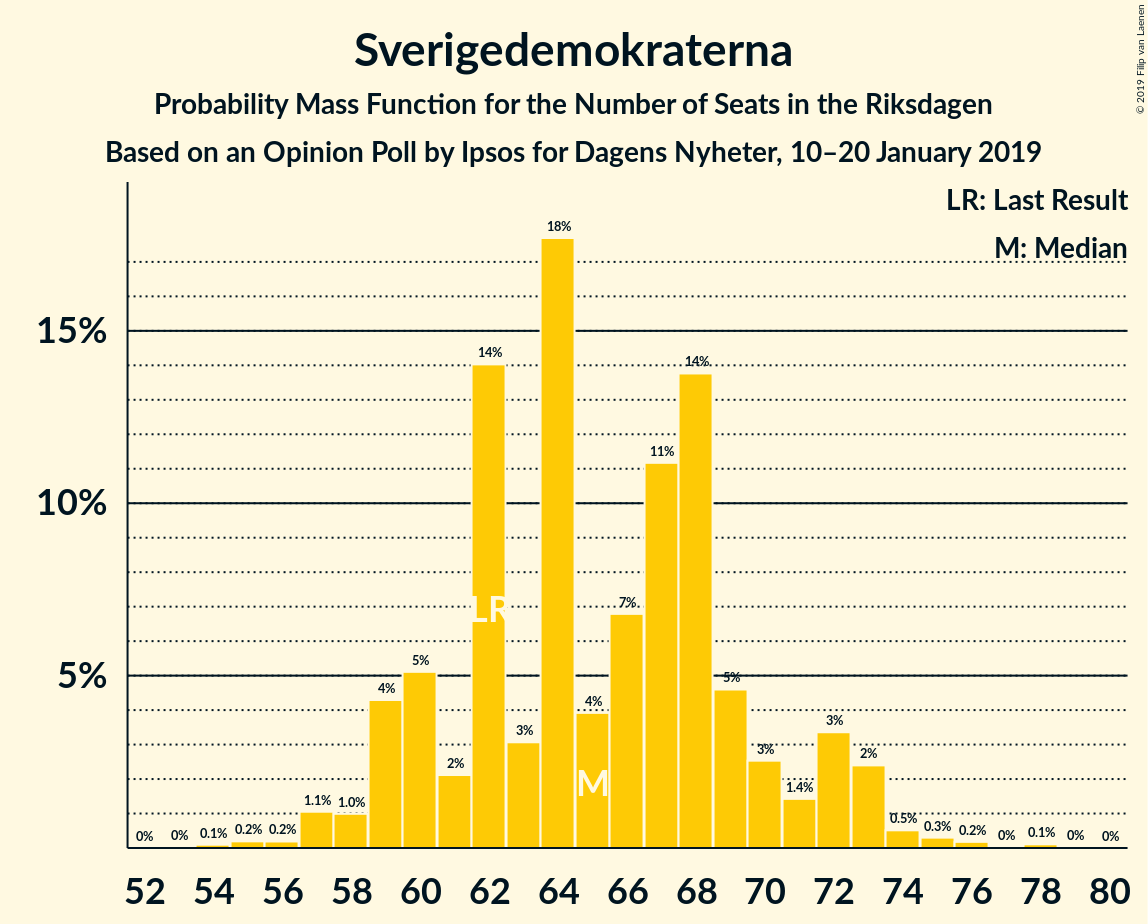 Sverigedemokraterna
Probability Mass Function for the Number of Seats in the Riksdagen
Based on an Opinion Poll by Ipsos for Dagens Nyheter, 10–20 January 2019
© 2019 Filip van Laenen
LR: Last Result
M: Median
18%
15%
14%
14%
11%
10%
7%
LR
5%
5%
5%
4%
4%
3%
3%
3%
2%
2%
M
1.4%
1.1%
1.0%
0.5%
0.3%
0% 0% 0.1% 0.2% 0.2% 0.2% 0% 0.1% 0% 0%
52 54 56 58 60 62 64 66 68 70 72 74 76 78 80